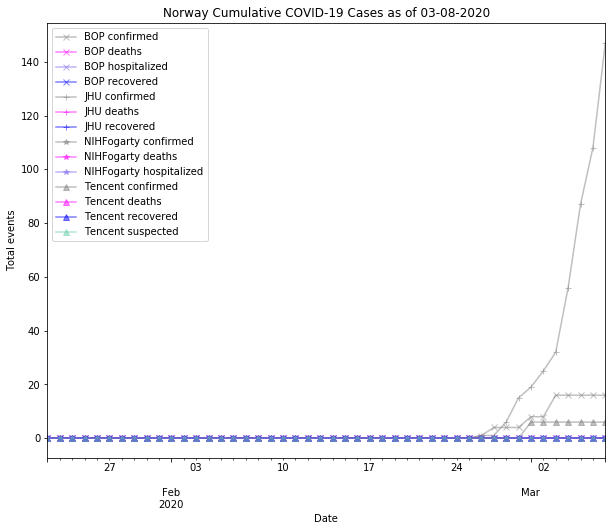 Norway Cumulative COVID-19 Cases as of 03-08-2020
BOP confirmed
BOP deaths
BOP hospitalized
BOP recovered
JHU confirmed
JHU deaths
JHU recovered
NIHFogarty confirmed
NIHFogarty deaths
NIHFogarty hospitalized
Tencent confirmed
Tencent deaths
Tencent recovered
Tencent suspected
Total events
140
120
100
80
60
40
20
0
27 03 10 17 24 02
Feb Mar
2020
Date